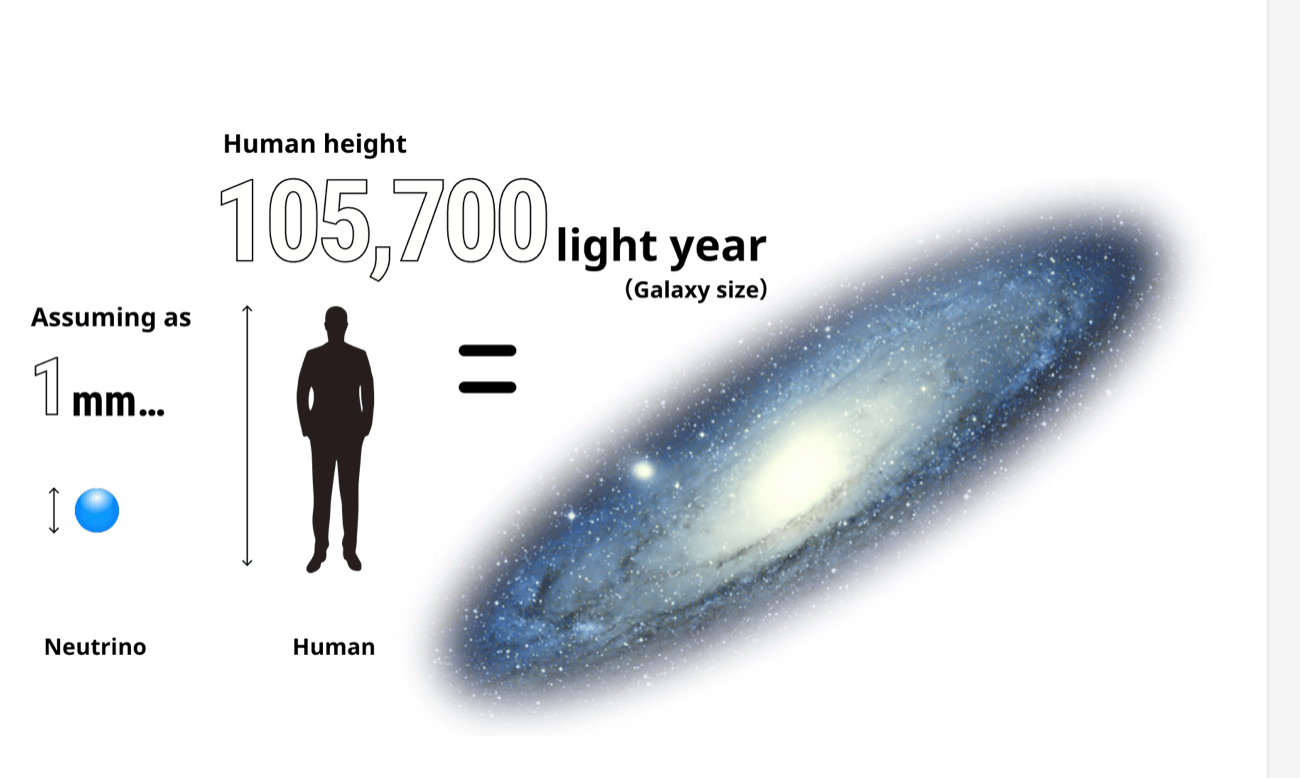 Human height
105,700 light year
(Galaxy size)
Assuming as
1 mm...
Neutrino
Human